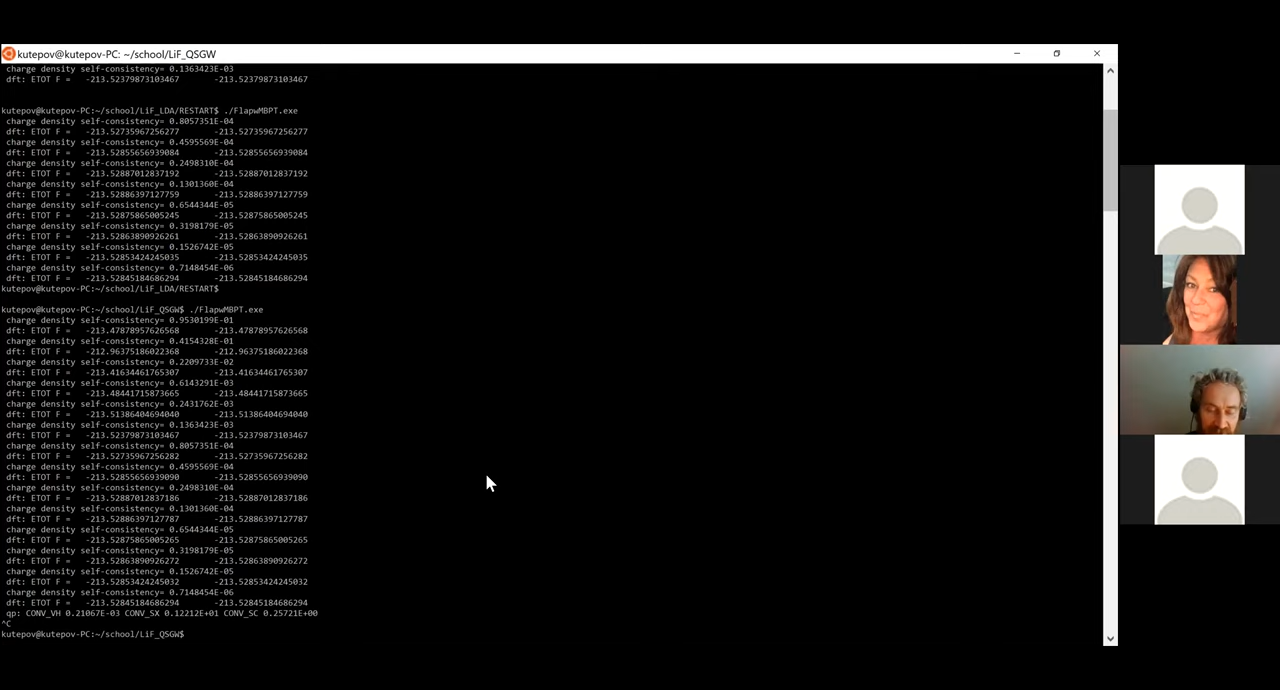 kutepov@kutepov-PC: ~/school/LiF_QSGW
charge density self-consistency= 0.1363423E-03
dft: ETOT F = -213.52379873103467 -213.52379873103467
kutepov@kutepov-PC:~/school/LiF_LDA/RESTART$ ./FlapwMBPT.exe
charge density self-consistency= 0.8057351E-04
dft: ETOT F = -213.52735967256277 -213.52735967256277
charge density self-consistency= 0.4595569E-04
dft: ETOT F = -213.52855656939084 -213.52855656939084
charge density self-consistency= 0.2498310E-04
dft: ETOT F = -213.52887012837192 -213.52887012837192
charge density self-consistency= 0.1301360E-04
dft: ETOT F = -213.52886397127759 -213.52886397127759
charge density self-consistency= 0.6544344E-05
dft: ETOT F = -213.52875865005245 -213.52875865005245
charge density self-consistency= 0.3198179E-05
dft: ETOT F = -213.52863890926261 -213.52863890926261
charge density self-consistency= 0.1526742E-05
dft: ETOT F = -213.52853424245035 -213.52853424245035
charge density self-consistency= 0.7148454E-06
dft: ETOT F = -213.52845184686294 -213.52845184686294
kutepov@kutepov-PC:~/school/LiF_LDA/RESTART$
kutepov@kutepov-PC:~/school/LiF_QSGW$ ./FlapwMBPT.exe
charge density self-consistency= 0.9530199E-01
dft: ETOT F = -213.47878957626568 -213.47878957626568
charge density self-consistency= 0.4154328E-01
dft: ETOT F = -212.96375186022368 -212.96375186022368
charge density self-consistency= 0.2209733E-02
dft: ETOT F = -213.41634461765307 -213.41634461765307
charge density self-consistency= 0.6143291E-03
dft: ETOT F = -213.48441715873665 -213.48441715873665
charge density self-consistency= 0.2431762E-03
dft: ETOT F = -213.51386404694040 -213.51386404694040
charge density self-consistency= 0.1363423E-03
dft: ETOT F = -213.52379873103467 -213.52379873103467
charge density self-consistency= 0.8057351E-04
dft: ETOT F = -213.52735967256282 -213.52735967256282
charge density self-consistency= 0.4595569E-04
dft: ETOT F = -213.52855656939090 -213.52855656939090
charge density self-consistency= 0.2498310E-04
dft: ETOT F = -213.52887012837186 -213.52887012837186
charge density self-consistency= 0.1301360E-04
dft: ETOT F = -213.52886397127787 -213.52886397127787
charge density self-consistency= 0.6544344E-05
dft: ETOT F = -213.52875865005265 -213.52875865005265
charge density self-consistency= 0.3198179E-05
dft: ETOT F = -213.52863890926272 -213.52863890926272
charge density self-consistency= 0.1526742E-05
dft: ETOT F = -213.52853424245032 -213.52853424245032
charge density self-consistency= 0.7148454E-06
dft: ETOT F = -213.52845184686294 -213.52845184686294
qp: CONV_VH 0.21067E-03 CONV_SX 0.12212E+01 CONV_SC 0.25721E+00
^C
kutepov@kutepov-PC:~/school/LiF_QSGW$